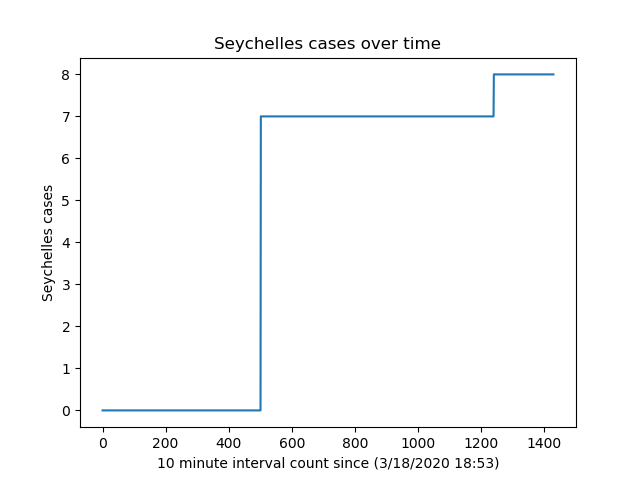 Seychelles cases over time
8
7
6
5
4
3
2
1
0
Seychelles cases
0 200 400 600 800 1000 1200 1400
10 minute interval count since (3/18/2020 18:53)